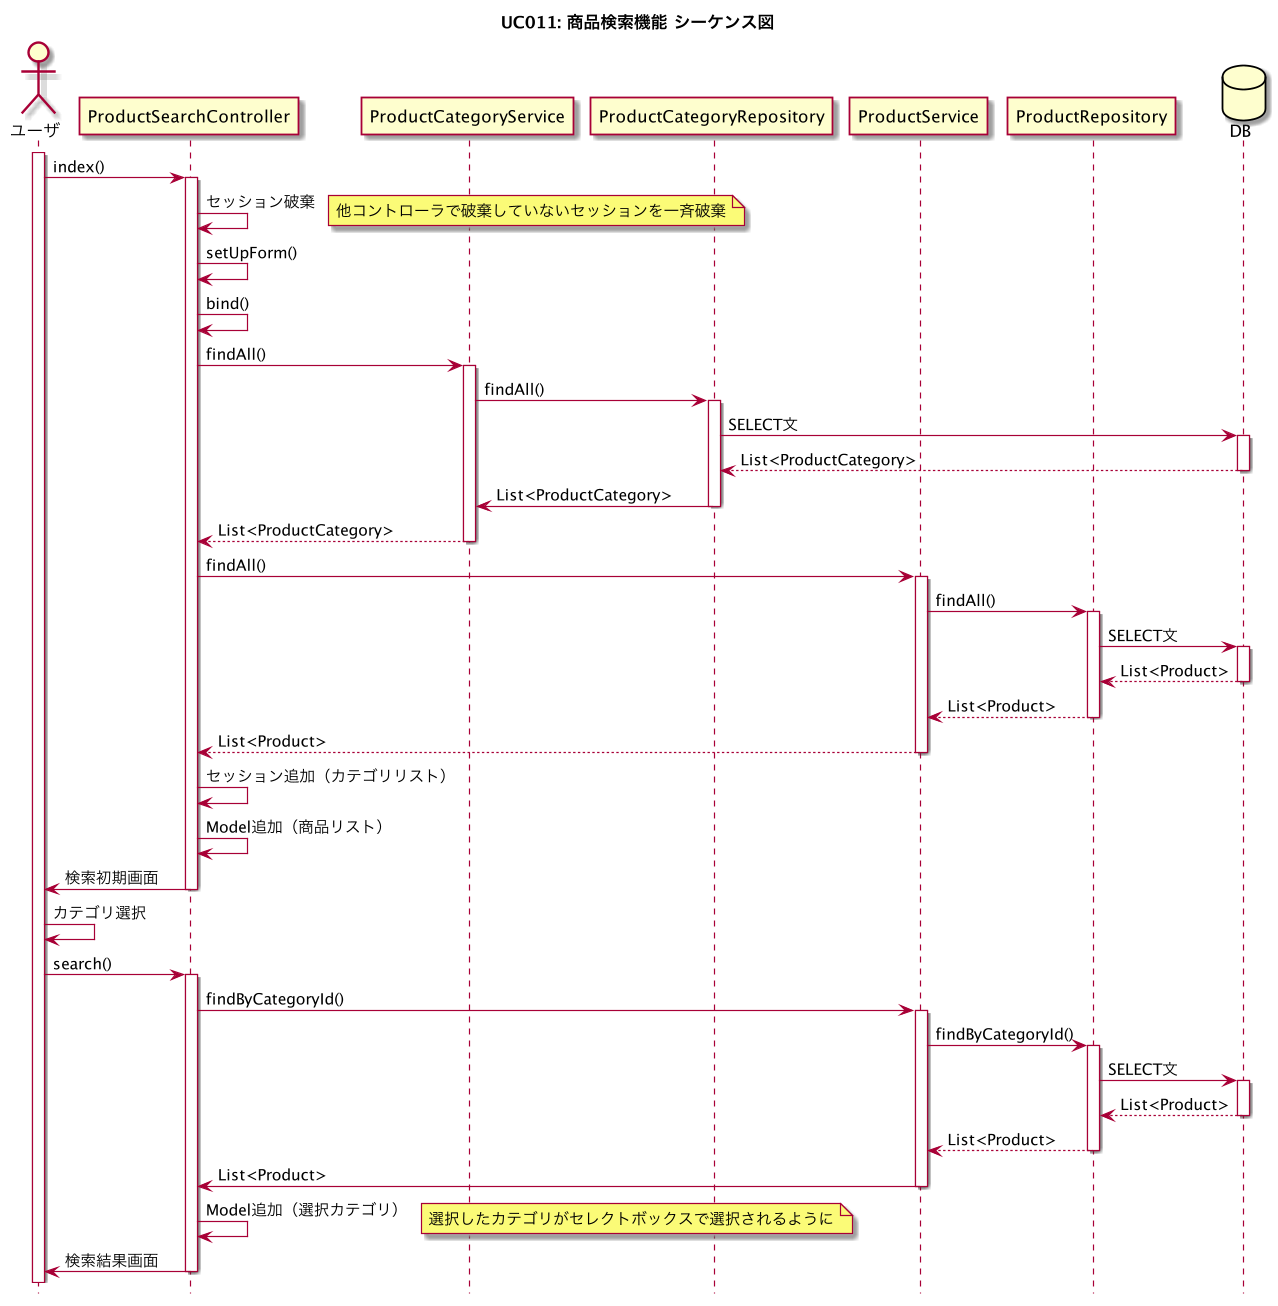 UC011: 商品検索機能 シーケンス図
ユーザ
ProductSearchController
ProductCategoryService
ProductCategoryRepository
ProductService
ProductRepository
DB
index()
セッション破棄
他コントローラで破棄していないセッションを一斉破棄
setUpForm()
bind()
findAll()
findAll()
SELECT文
List<ProductCategory>
List<ProductCategory>
List<ProductCategory>
findAll()
findAll()
SELECT文
List<Product>
List<Product>
List<Product>
セッション追加（カテゴリリスト）
Model追加（商品リスト）
検索初期画面
カテゴリ選択
search()
findByCategoryId()
findByCategoryId()
SELECT文
List<Product>
List<Product>
List<Product>
Model追加（選択カテゴリ）
選択したカテゴリがセレクトボックスで選択されるように
検索結果画面